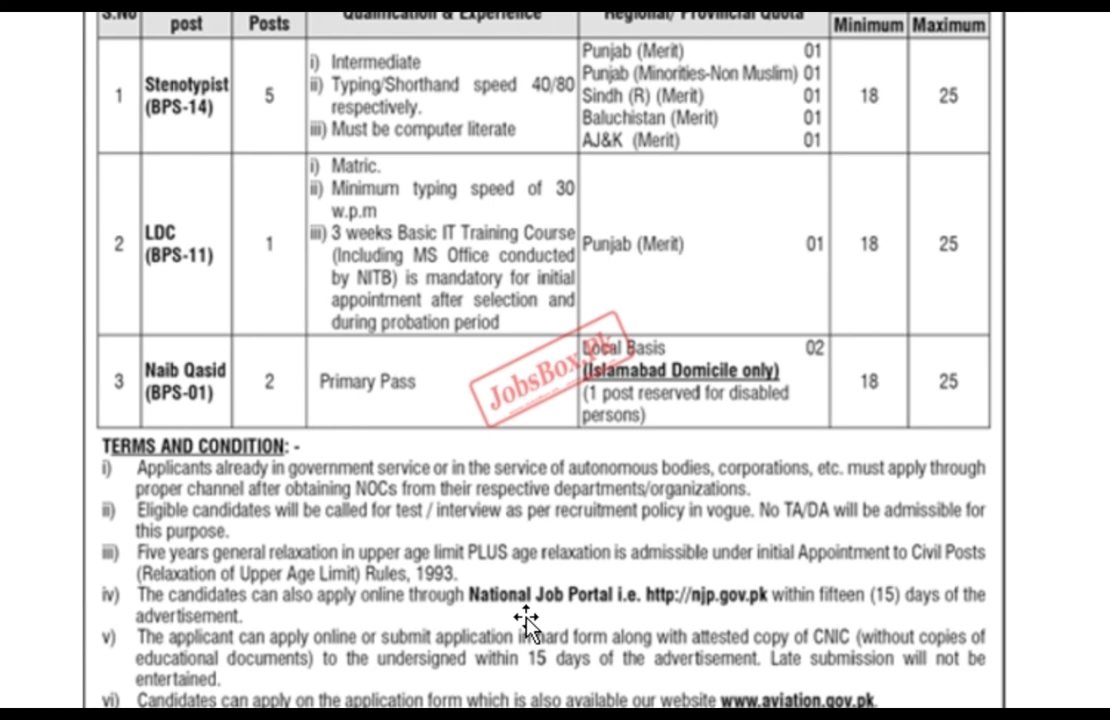 S.No post Posts Qualification & Experience Regional/ Provincial Quota Minimum Maximum
1 Stenotypist (BPS-14) 5
i) Intermediate
ii) Typing/Shorthand speed 40/80
respectively.
iii) Must be computer literate
Punjab (Merit) 01
Punjab (Minorities-Non Muslim) 01
Sindh (R) (Merit) 01
Baluchistan (Merit) 01
AJ&K (Merit) 01
18 25
2 LDC (BPS-11) 1
i) Matric.
ii) Minimum typing speed of 30
w.p.m
iii) 3 weeks Basic IT Training Course
(Including MS Office conducted
by NITB) is mandatory for initial
appointment after selection and
during probation period
Punjab (Merit) 01
18 25
3 Naib Qasid (BPS-01) 2
Primary Pass
Local Basis 02
(Islamabad Domicile only)
(1 post reserved for disabled
persons)
18 25
JobsBox.Pk
TERMS AND CONDITION: -
i) Applicants already in government service or in the service of autonomous bodies, corporations, etc. must apply through
proper channel after obtaining NOCs from their respective departments/organizations.
ii) Eligible candidates will be called for test / interview as per recruitment policy in vogue. No TA/DA will be admissible for
this purpose.
iii) Five years general relaxation in upper age limit PLUS age relaxation is admissible under initial Appointment to Civil Posts
(Relaxation of Upper Age Limit) Rules, 1993.
iv) The candidates can also apply online through National Job Portal i.e. http://njp.gov.pk within fifteen (15) days of the
advertisement.
v) The applicant can apply online or submit application in hard form along with attested copy of CNIC (without copies of
educational documents) to the undersigned within 15 days of the advertisement. Late submission will not be
entertained.
vi) Candidates can apply on the application form which is also available our website www.aviation.gov.pk.